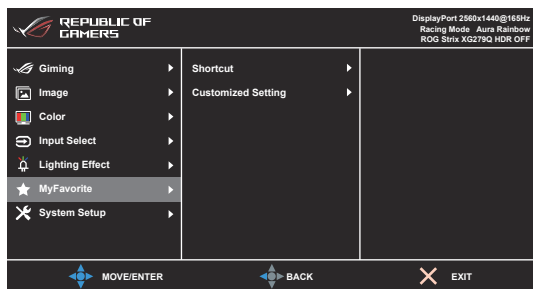 REPUBLIC OF
GAMERS
DisplayPort 2560x1440@165Hz
Racing Mode Aura Rainbow
ROG Strix XG279Q HDR OFF
Giming
Image
Color
Input Select
Lighting Effect
MyFavorite
System Setup
Shortcut
Customized Setting
MOVE/ENTER
BACK
EXIT